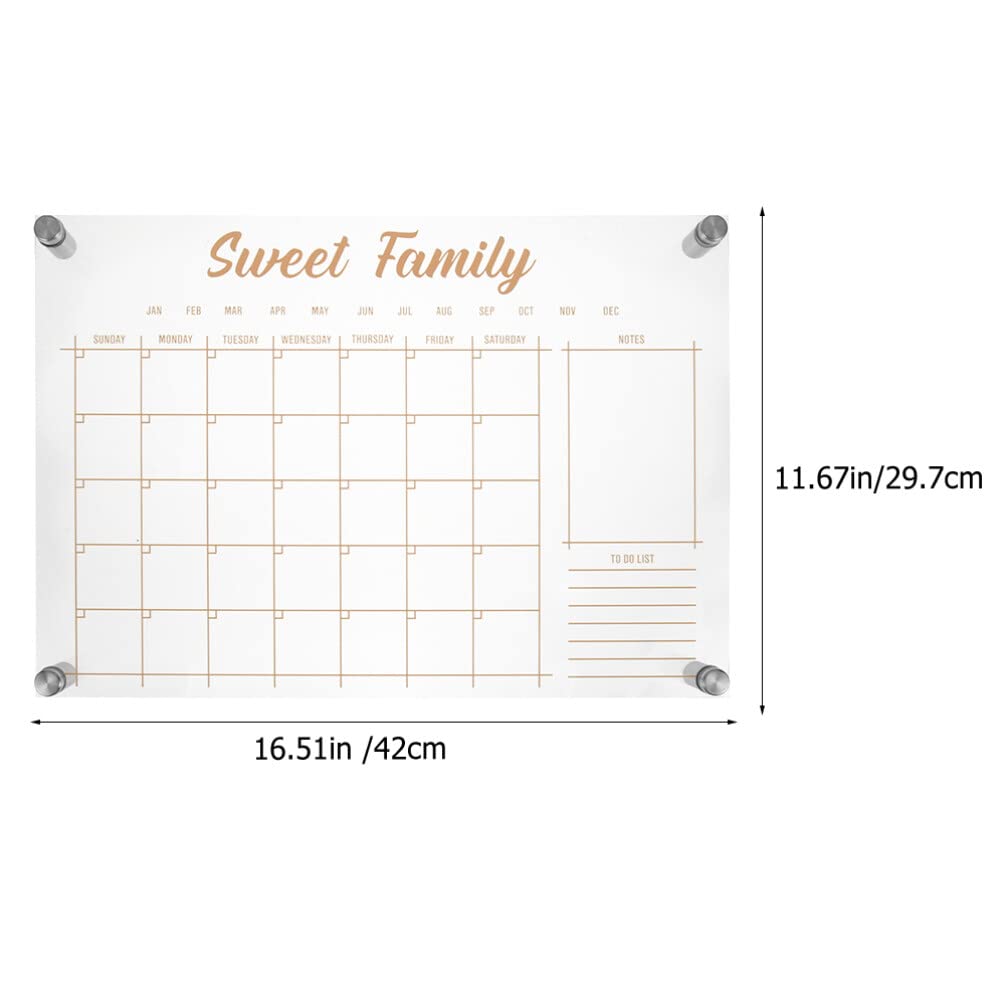 Sweet Family
JAN FEB MAR APR MAY JUN JUL AUG SEP OCT NOV DEC
SUNDAY MONDAY TUESDAY WEDNESDAY THURSDAY FRIDAY SATURDAY
NOTES
TO DO LIST
11.67in/29.7cm
16.51in /42cm